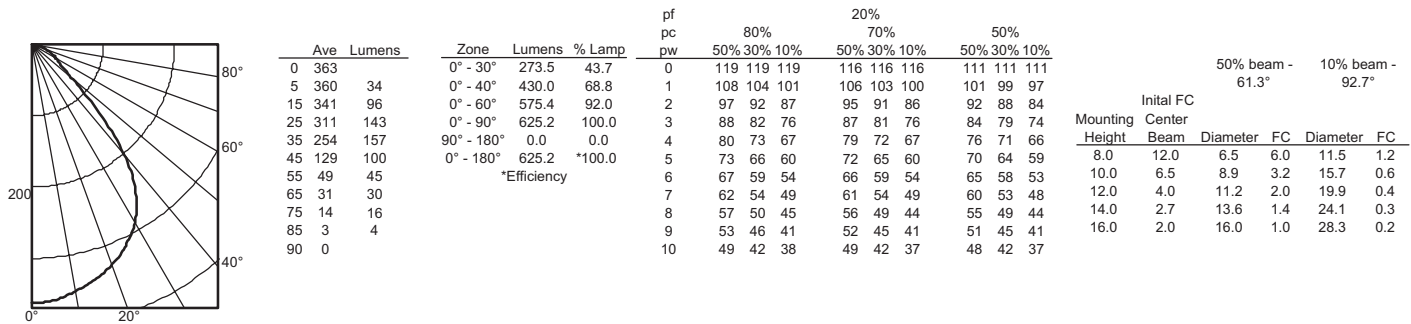 200
0°
20°
40°
60°
80°
Ave Lumens
0 363
5 360 34
15 341 96
25 311 143
35 254 157
45 129 100
55 49 45
65 31 30
75 14 16
85 3 4
90 0
Zone Lumens % Lamp
0° - 30° 273.5 43.7
0° - 40° 430.0 68.8
0° - 60° 575.4 92.0
0° - 90° 625.2 100.0
90° - 180° 0.0 0.0
0° - 180° 625.2 *100.0
*Efficiency
pf 20%
pc 80% 70% 50%
pw 50% 30% 10% 50% 30% 10% 50% 30% 10%
0 119 119 119 116 116 116 111 111 111
1 108 104 101 106 103 100 101 99 97
2 97 92 87 95 91 86 92 88 84
3 88 82 76 87 81 76 84 79 74
4 80 73 67 79 72 67 76 71 66
5 73 66 60 72 65 60 70 64 59
6 67 59 54 66 59 54 65 58 53
7 62 54 49 61 54 49 60 53 48
8 57 50 45 56 49 44 55 49 44
9 53 46 41 52 45 41 51 45 41
10 49 42 38 49 42 37 48 42 37
50% beam - 10% beam -
61.3° 92.7°
Inital FC
Mounting Center
Height Beam Diameter FC Diameter FC
8.0 12.0 6.5 6.0 11.5 1.2
10.0 6.5 8.9 3.2 15.7 0.6
12.0 4.0 11.2 2.0 19.9 0.4
14.0 2.7 13.6 1.4 24.1 0.3
16.0 2.0 16.0 1.0 28.3 0.2